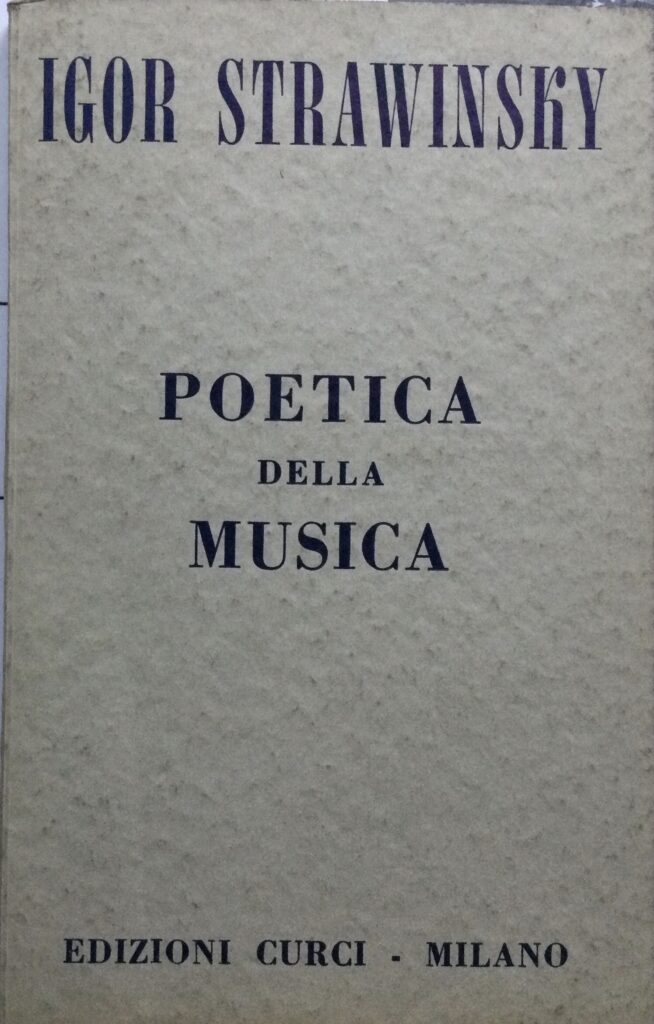 IGOR STRAWINSKY
POETICA
DELLA
MUSICA
EDIZIONI CURCI - MILANO